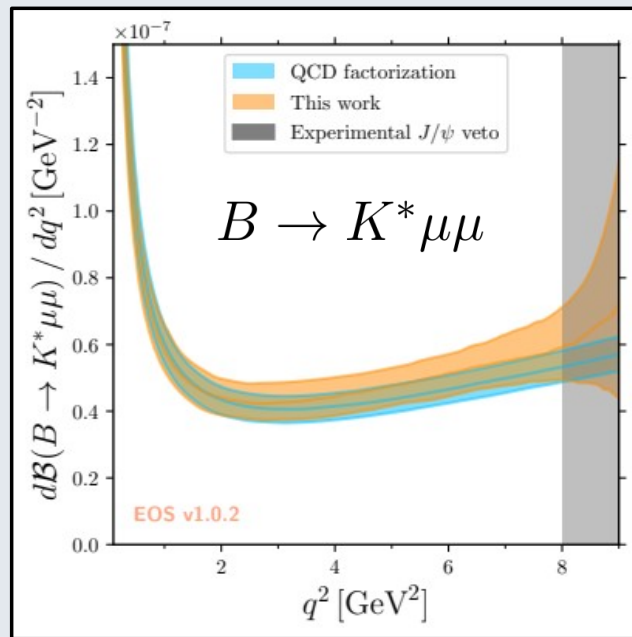 ×10⁻⁷
QCD factorization
This work
Experimental J/ψ veto
B → K*μμ
dB(B → K*μμ) / dq² [GeV⁻²]
1.4
1.2
1.0
0.8
0.6
0.4
0.2
0.0
EOS v1.0.2
2 4 6 8
q² [GeV²]